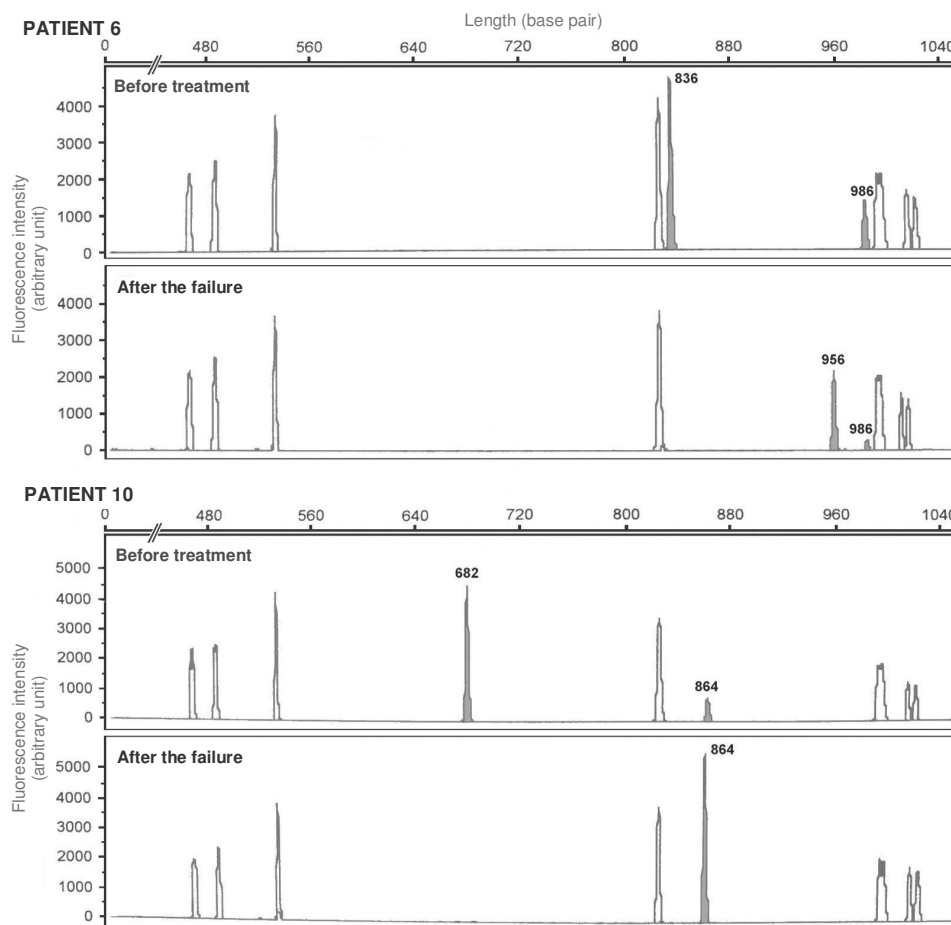 Length (base pair)
PATIENT 6
0 480 560 640 720 800 880 960 1040
Before treatment
836
986
4000
3000
2000
1000
0
After the failure
956
986
4000
3000
2000
1000
0
Fluorescence intensity
(arbitrary unit)
PATIENT 10
0 480 560 640 720 800 880 960 1040
Before treatment
682
864
5000
4000
3000
2000
1000
0
After the failure
864
5000
4000
3000
2000
1000
0
Fluorescence intensity
(arbitrary unit)